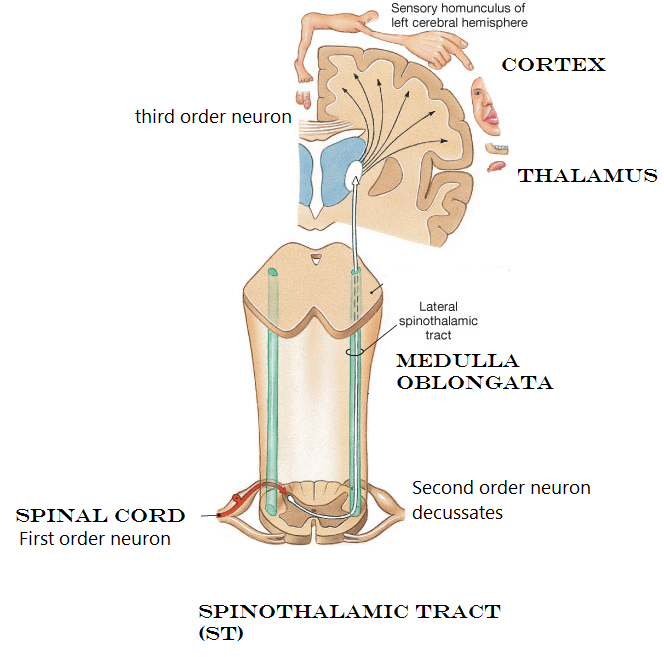 Sensory homunculus of
left cerebral hemisphere
CORTEX
third order neuron
THALAMUS
Lateral
spinothalamic
tract
MEDULLA
OBLONGATA
Second order neuron
decussates
SPINAL CORD
First order neuron
SPINOTHALAMIC TRACT
(ST)